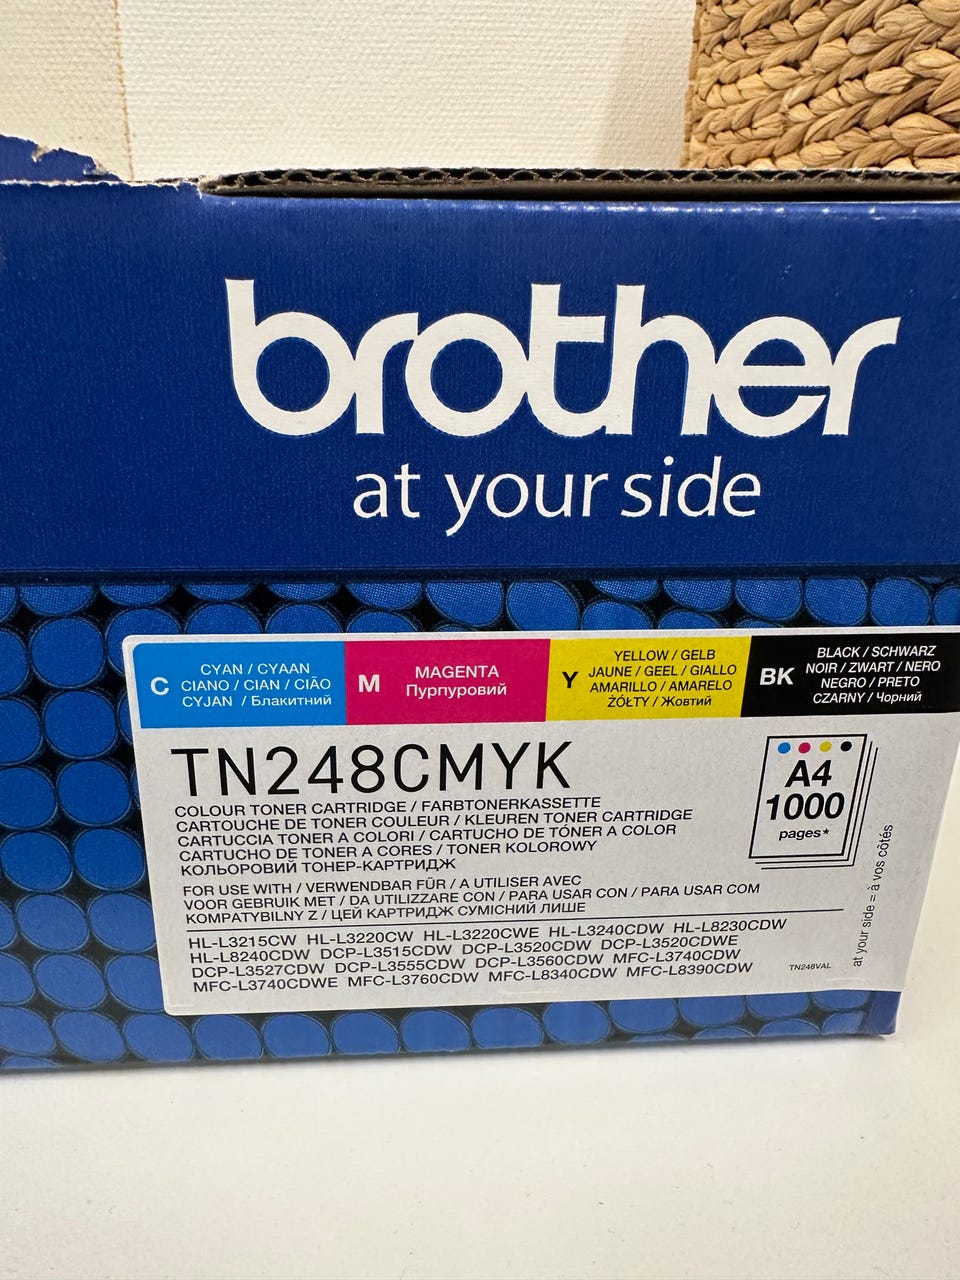 brother
at your side
C
CYAN / CYAAN
CIANO / CIAN / CIÃO
CYJAN / Блакитний
M
MAGENTA
Пурпуровий
Y
YELLOW / GELB
JAUNE / GEEL / GIALLO
AMARILLO / AMARELO
ŻÓŁTY / Жовтий
BK
BLACK / SCHWARZ
NOIR / ZWART / NERO
NEGRO / PRETO
CZARNY / Чорний
TN248CMYK
COLOUR TONER CARTRIDGE / FARBTONERKASSETTE
CARTOUCHE DE TONER COULEUR / KLEUREN TONER CARTRIDGE
CARTUCCIA TONER A COLORI / CARTUCHO DE TÓNER A COLOR
CARTUCHO DE TONER A CORES / TONER KOLOROWY
КОЛЬОРОВИЙ ТОНЕР-КАРТРИДЖ
A4
1000
pages*
FOR USE WITH / VERWENDBAR FÜR / A UTILISER AVEC
VOOR GEBRUIK MET / DA UTILIZZARE CON / PARA USAR CON / PARA USAR COM
KOMPATYBILNY Z / ЦЕЙ КАРТРИДЖ СУМІСНИЙ ЛИШЕ
HL-L3215CW HL-L3220CW HL-L3220CWE HL-L3240CDW HL-L8230CDW
HL-L8240CDW DCP-L3515CDW DCP-L3520CDW DCP-L3520CDWE
DCP-L3527CDW DCP-L3555CDW DCP-L3560CDW MFC-L3740CDW
MFC-L3740CDWE MFC-L3760CDW MFC-L8340CDW MFC-L8390CDW
TN248VAL
at your side = à vos côtés